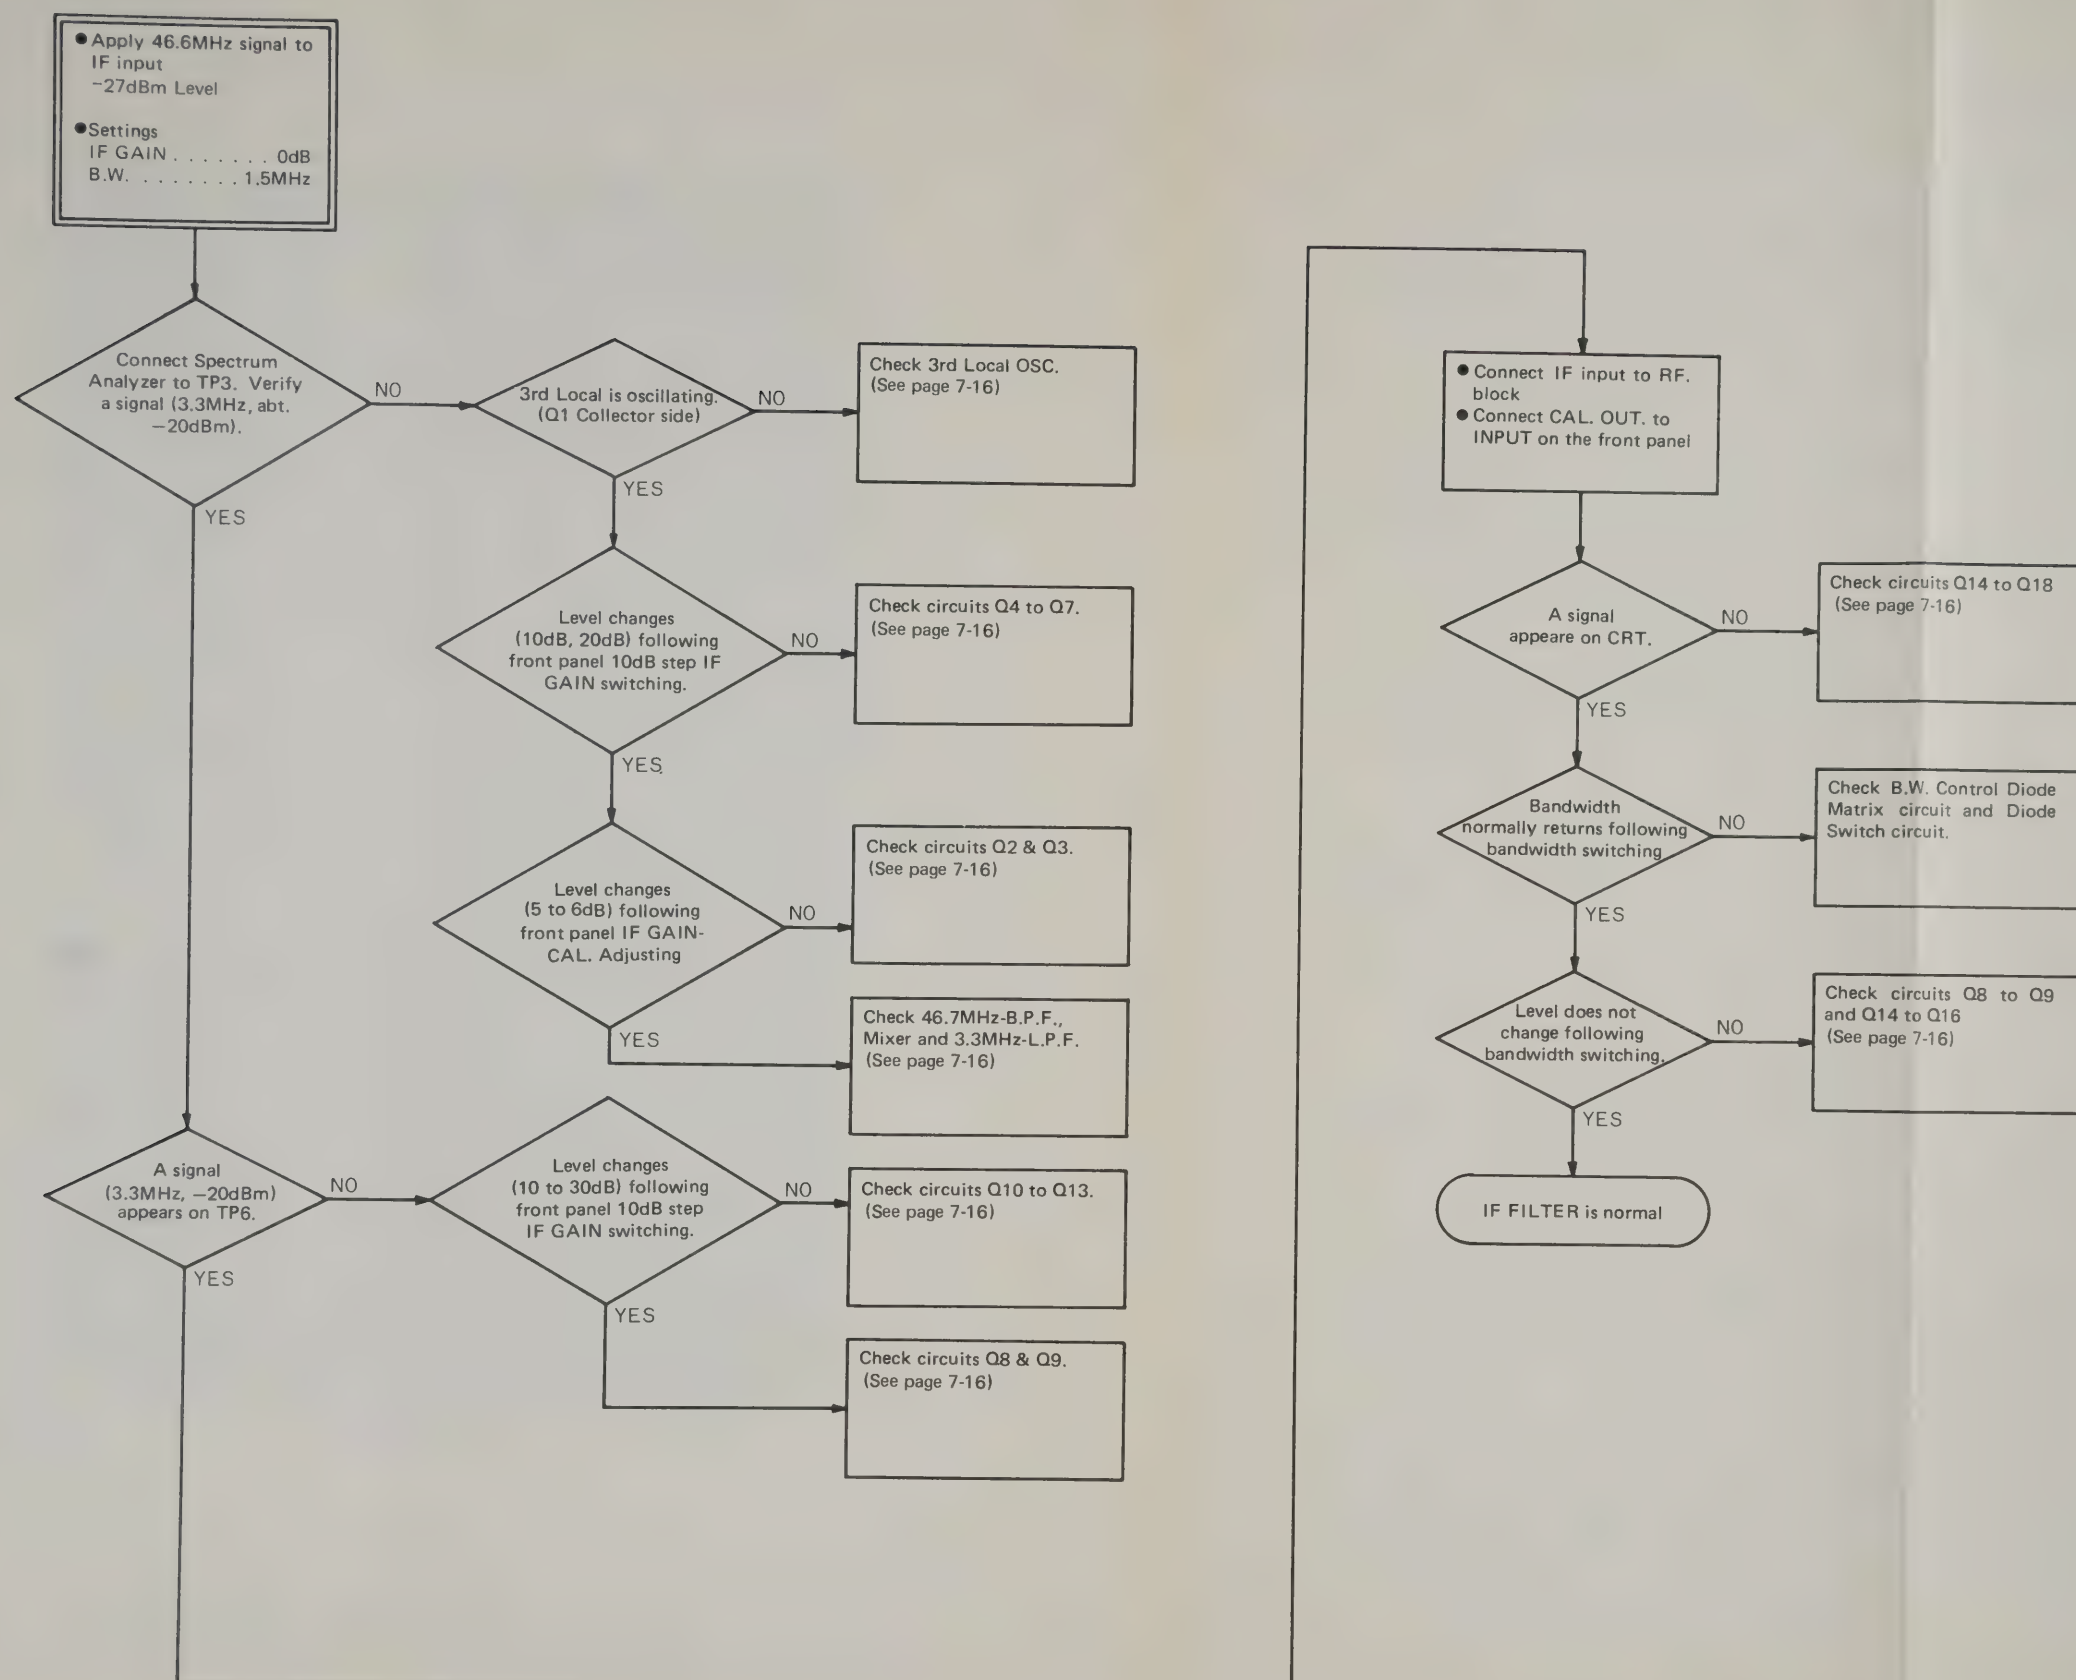 ●Apply 46.6MHz signal to
IF input
−27dBm Level
●Settings
IF GAIN . . . . . . . 0dB
B.W. . . . . . . . . 1.5MHz
Connect Spectrum
Analyzer to TP3. Verify
a signal (3.3MHz, abt.
−20dBm).
NO
YES
3rd Local is oscillating.
(Q1 Collector side)
NO
YES
Check 3rd Local OSC.
(See page 7-16)
Level changes
(10dB, 20dB) following
front panel 10dB step IF
GAIN switching.
NO
YES
Check circuits Q4 to Q7.
(See page 7-16)
Level changes
(5 to 6dB) following
front panel IF GAIN-
CAL. Adjusting
NO
YES
Check circuits Q2 & Q3.
(See page 7-16)
Check 46.7MHz-B.P.F.,
Mixer and 3.3MHz-L.P.F.
(See page 7-16)
A signal
(3.3MHz, −20dBm)
appears on TP6.
NO
YES
Level changes
(10 to 30dB) following
front panel 10dB step
IF GAIN switching.
NO
YES
Check circuits Q10 to Q13.
(See page 7-16)
Check circuits Q8 & Q9.
(See page 7-16)
● Connect IF input to RF.
block
● Connect CAL. OUT. to
INPUT on the front panel
A signal
appeare on CRT.
NO
YES
Check circuits Q14 to Q18
(See page 7-16)
Bandwidth
normally returns following
bandwidth switching
NO
YES
Check B.W. Control Diode
Matrix circuit and Diode
Switch circuit.
Level does not
change following
bandwidth switching.
NO
YES
Check circuits Q8 to Q9
and Q14 to Q16
(See page 7-16)
IF FILTER is normal